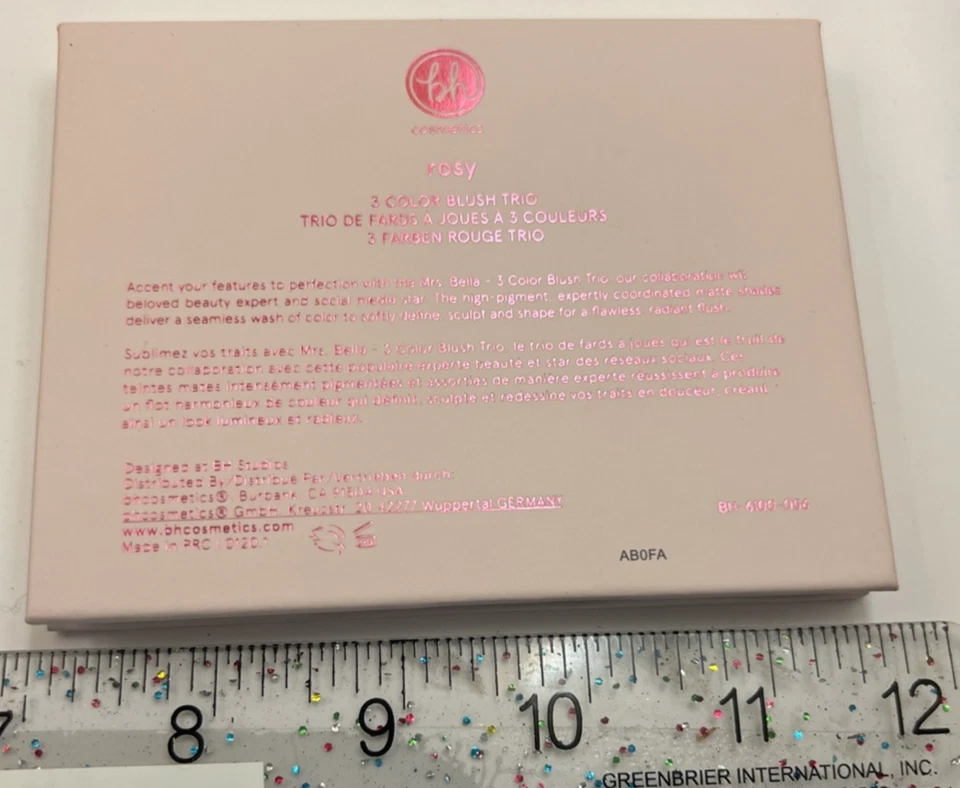 bh
cosmetics
rosy
3 COLOR BLUSH TRIO
TRIO DE FARDS À JOUES À 3 COULEURS
3 FARBEN ROUGE TRIO
Accent your features to perfection with the Mrs. Bella - 3 Color Blush Trio, our collaboration with
beloved beauty expert and social media star. The high-pigment, expertly coordinated matte shades
deliver a seamless wash of color to softly define, sculpt and shape for a flawless, radiant flush.
Sublimez vos traits avec Mrs. Bella - 3 Color Blush Trio, le trio de fards à joues qui est le fruit de
notre collaboration avec cette populaire experte beauté et star des réseaux sociaux. Ces
teintes mates intensément pigmentées et assorties de manière experte réussissent à produire
un flot harmonieux de couleur qui définit, sculpte et redessine vos traits en douceur, créant
ainsi un look lumineux et radieux.
Designed at BH Studios
Distributed By/Distribué Par/Vertrieben durch:
bhcosmetics®, Burbank, CA USA
bhcosmetics® GmbH, Kreuzstr. 20 42277 Wuppertal GERMANY
www.bhcosmetics.com
Made in PRC
AB0FA
7 8 9 10 11 12
GREENBRIER INTERNATIONAL, INC.